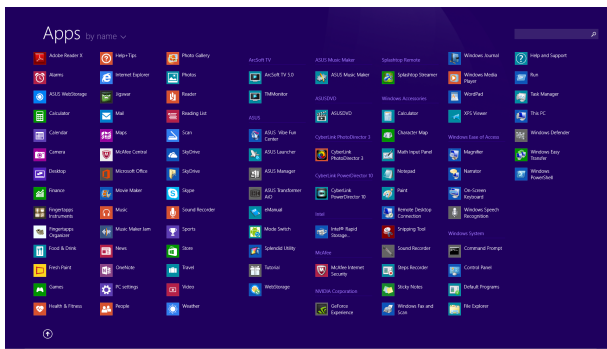 Apps by name
Adobe Reader X
Alarms
ASUS WebStorage
Calculator
Calendar
Camera
Desktop
Finance
Fingertapps
Instruments
Fingertapps
Organizer
Food & Drink
Fresh Paint
Games
Health & Fitness
Help+Tips
Internet Explorer
Jigswar
Mail
Maps
McAfee Central
Microsoft Office
Movie Maker
Music
Music Maker Jam
News
OneNote
PC settings
People
Photo Gallery
Photos
Reader
Reading List
Scan
SkyDrive
SkyDrive
Skype
Sound Recorder
Sports
Store
Travel
Video
Weather
ArcSoft TV
ArcSoft TV 5.0
TMMonitor
ASUS
ASUS Vibe Fun
Center
ASUS Launcher
ASUS Manager
ASUS Transformer
AiO
eManual
Mode Switch
Splendid Utility
Tutorial
WebStorage
ASUS Music Maker
ASUS Music Maker
ASUSDVD
ASUSDVD
CyberLink PhotoDirector 3
CyberLink
PhotoDirector 3
CyberLink PowerDirector 10
CyberLink
PowerDirector 10
Intel
Intel® Rapid
Storage...
McAfee
McAfee Internet
Security
NVIDIA Corporation
GeForce
Experience
Splashtop Remote
Splashtop Streamer
Windows Accessories
Calculator
Character Map
Math Input Panel
Notepad
Paint
Remote Desktop
Connection
Snipping Tool
Sound Recorder
Steps Recorder
Sticky Notes
Windows Fax and
Scan
Windows Journal
Windows Media
Player
WordPad
XPS Viewer
Windows Ease of Access
Magnifier
Narrator
On-Screen
Keyboard
Windows Speech
Recognition
Windows System
Command Prompt
Control Panel
Default Programs
File Explorer
Help and Support
Run
Task Manager
This PC
Windows Defender
Windows Easy
Transfer
Windows
PowerShell